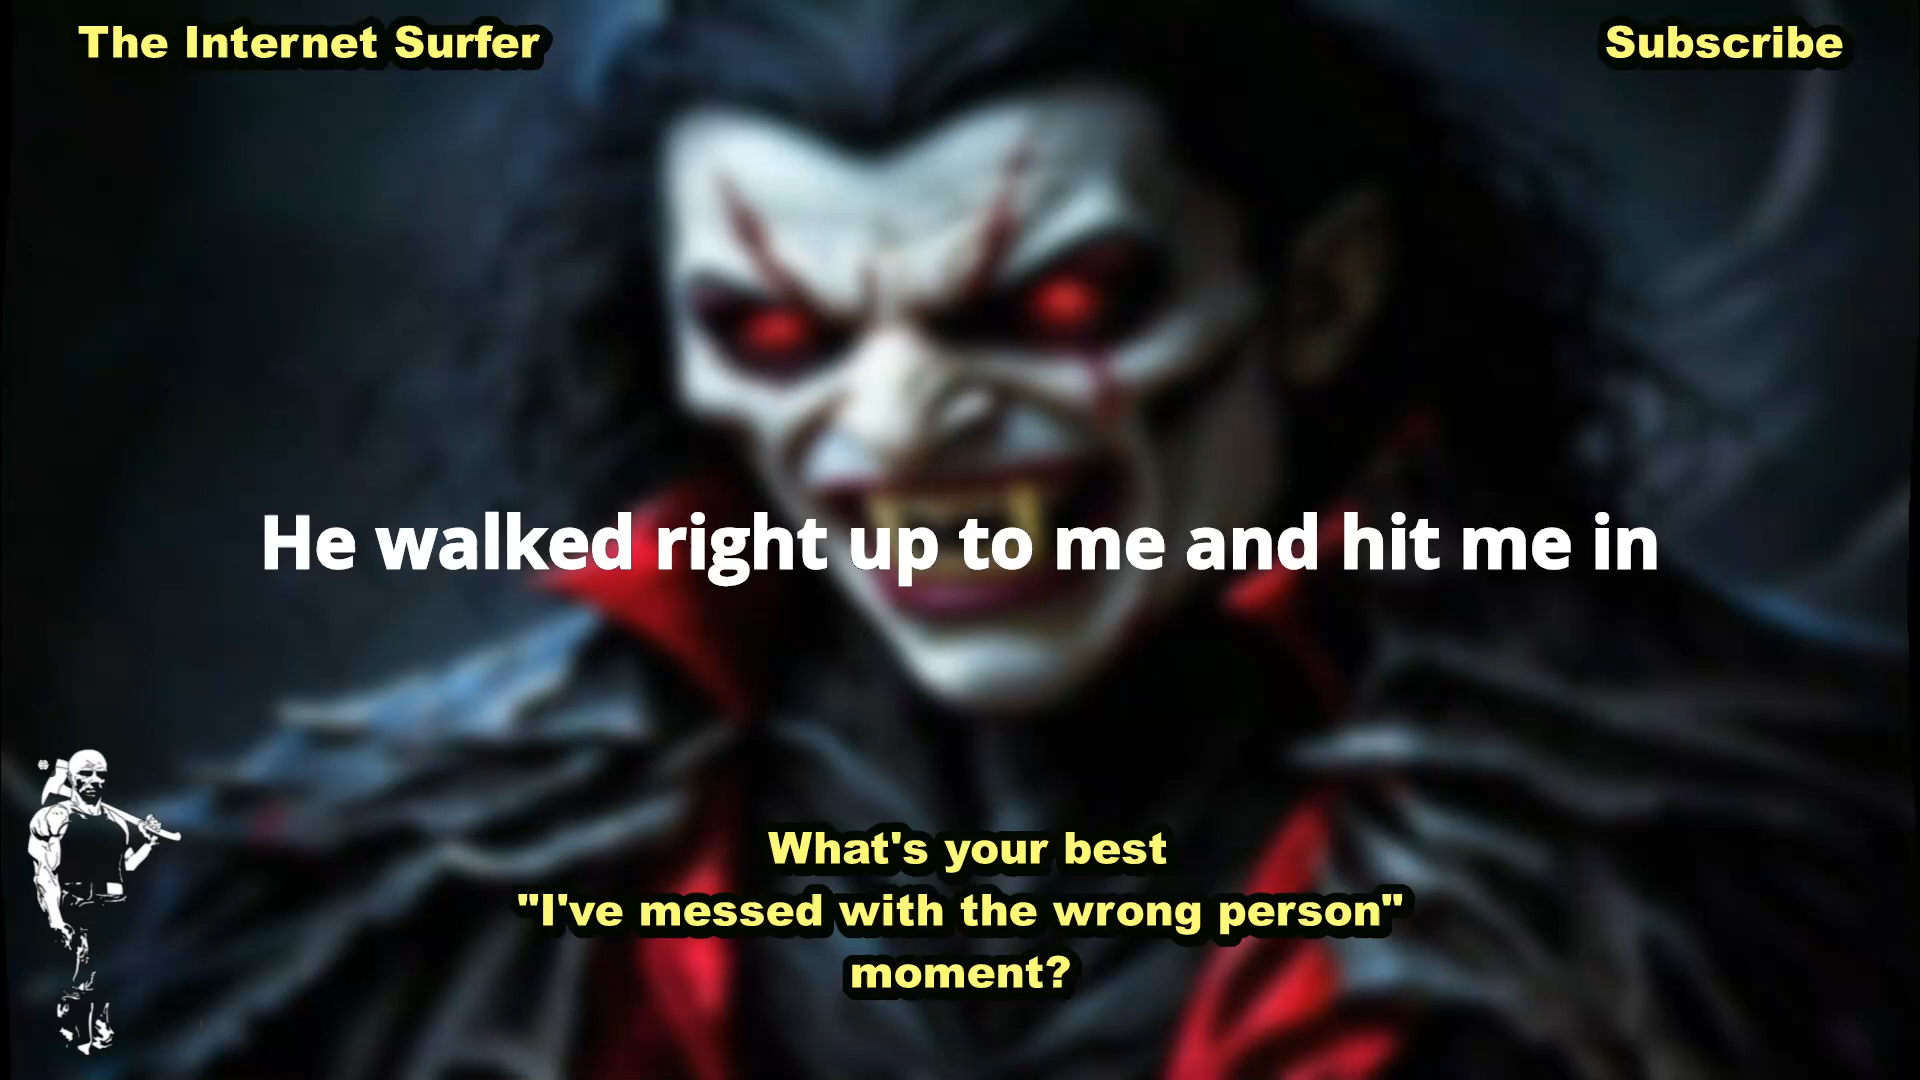 The Internet Surfer
Subscribe
He walked right up to me and hit me in
What's your best
"I've messed with the wrong person"
moment?